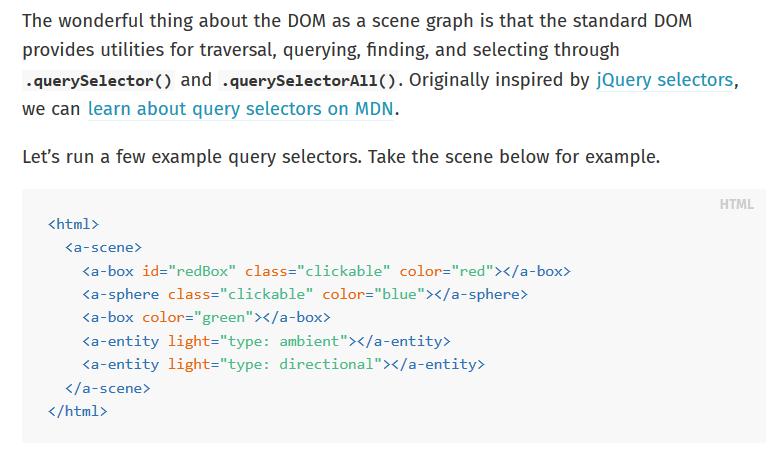 The wonderful thing about the DOM as a scene graph is that the standard DOM
provides utilities for traversal, querying, finding, and selecting through
.querySelector() and .querySelectorAll(). Originally inspired by jQuery selectors,
we can learn about query selectors on MDN.
Let’s run a few example query selectors. Take the scene below for example.
HTML
<html>
  <a-scene>
    <a-box id="redBox" class="clickable" color="red"></a-box>
    <a-sphere class="clickable" color="blue"></a-sphere>
    <a-box color="green"></a-box>
    <a-entity light="type: ambient"></a-entity>
    <a-entity light="type: directional"></a-entity>
  </a-scene>
</html>